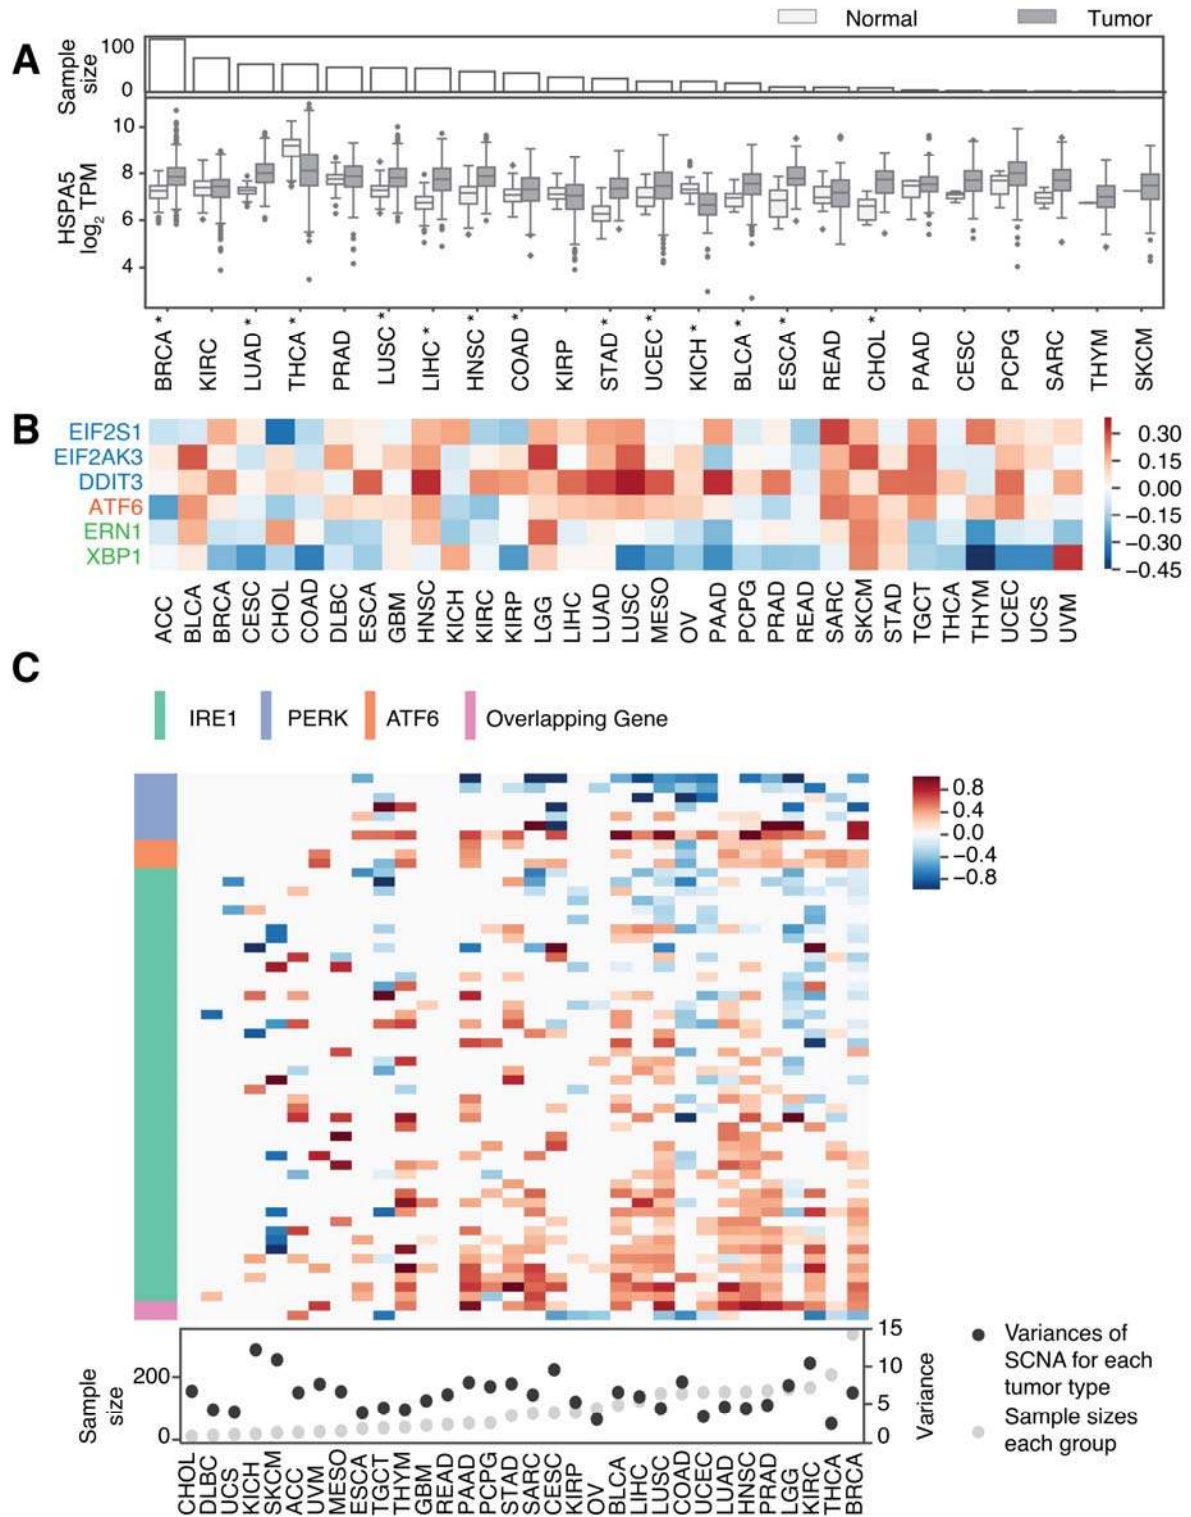 Normal Tumor
A
Sample size
100
0
HSPA5 log2 TPM
10
8
6
4
BRCA * KIRC LUAD * THCA * PRAD LUSC * LIHC * HNSC * COAD * KIRP STAD * UCEC * KICH * BLCA * ESCA * READ CHOL * PAAD CESC PCPG SARC THYM SKCM
B
EIF2S1
EIF2AK3
DDIT3
ATF6
ERN1
XBP1
0.30
0.15
0.00
−0.15
−0.30
−0.45
ACC BLCA BRCA CESC CHOL COAD DLBC ESCA GBM HNSC KICH KIRC KIRP LGG LIHC LUAD LUSC MESO OV PAAD PCPG PRAD READ SARC SKCM STAD TGCT THCA THYM UCEC UCS UVM
C
IRE1 PERK ATF6 Overlapping Gene
0.8
0.4
0.0
−0.4
−0.8
Sample size
200
0
15
10
5
0
Variance
Variances of
SCNA for each
tumor type
Sample sizes
each group
CHOL DLBC UCS KICH SKCM ACC UVM MESO ESCA TGCT THYM GBM READ PAAD PCPG STAD SARC CESC KIRP OV BLCA LIHC LUSC COAD UCEC LUAD HNSC PRAD LGG KIRC THCA BRCA